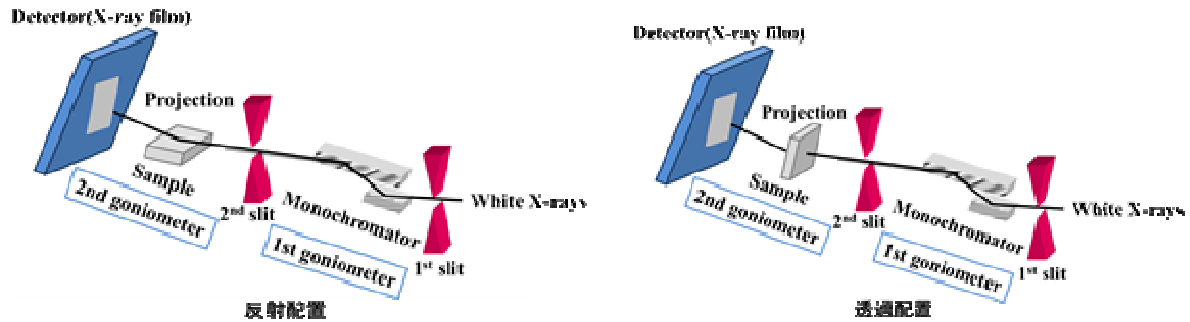 Detector(X-ray film)
Projection
Sample
2nd goniometer
2nd slit
Monochromator
1st goniometer
1st slit
White X-rays
反射配置
Detector(X-ray film)
Projection
Sample
2nd goniometer
2nd slit
Monochromator
1st goniometer
1st slit
White X-rays
透過配置